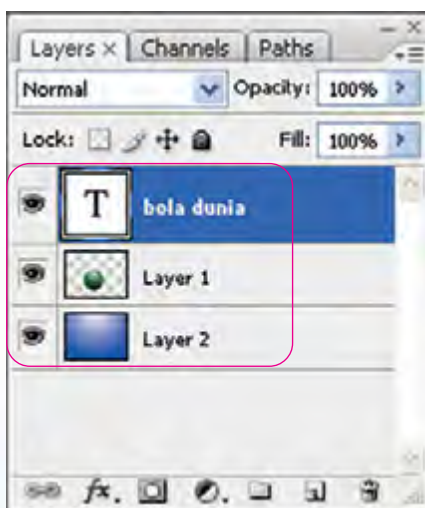 Layers × Channels Paths
Normal Opacity: 100%
Lock: Fill: 100%
T bola dunia
Layer 1
Layer 2
fx.